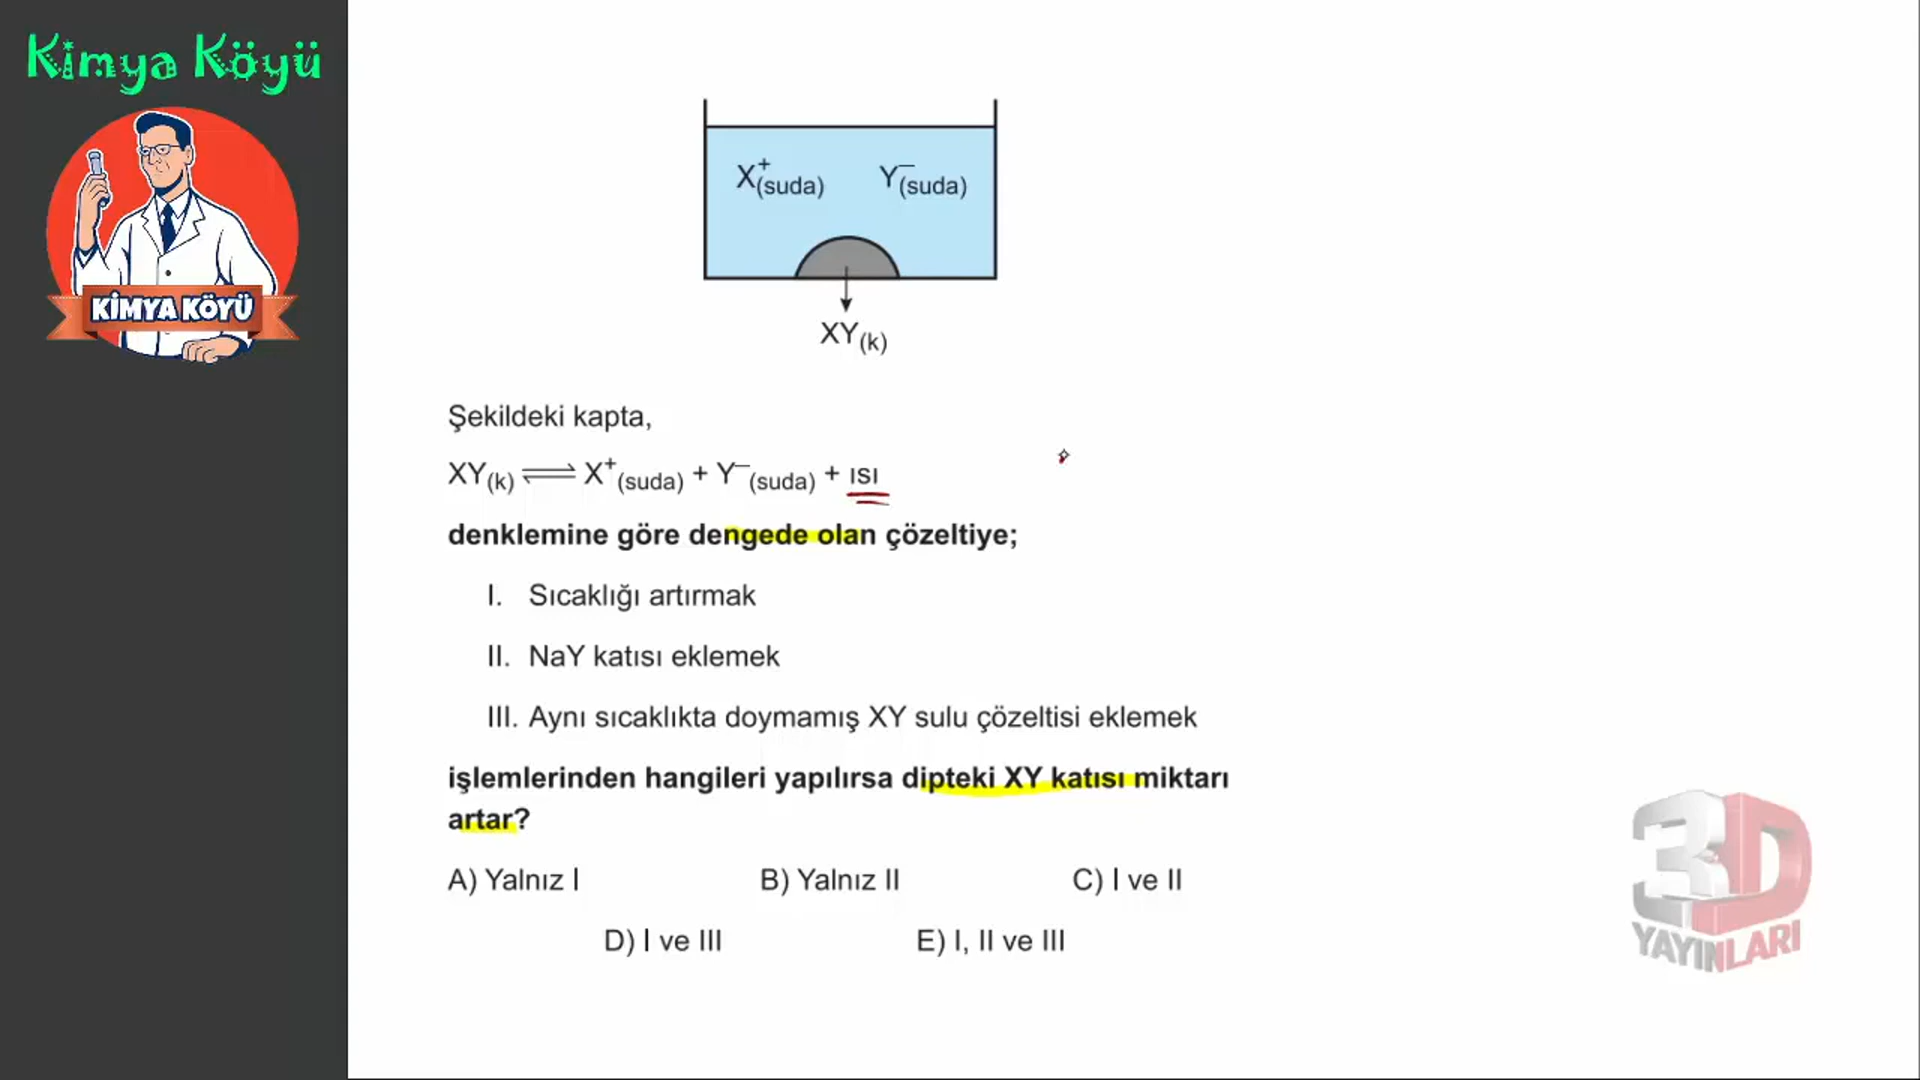 Kimya Köyü
KİMYA KÖYÜ
X⁺(suda) Y⁻(suda)
XY(k)
Şekildeki kapta,
XY(k) ⇌ X⁺(suda) + Y⁻(suda) + ısı
denklemine göre dengede olan çözeltiye;
I. Sıcaklığı artırmak
II. NaY katısı eklemek
III. Aynı sıcaklıkta doymamış XY sulu çözeltisi eklemek
işlemlerinden hangileri yapılırsa dipteki XY katısı miktarı
artar?
A) Yalnız I B) Yalnız II C) I ve II
D) I ve III E) I, II ve III
3D
YAYINLARI